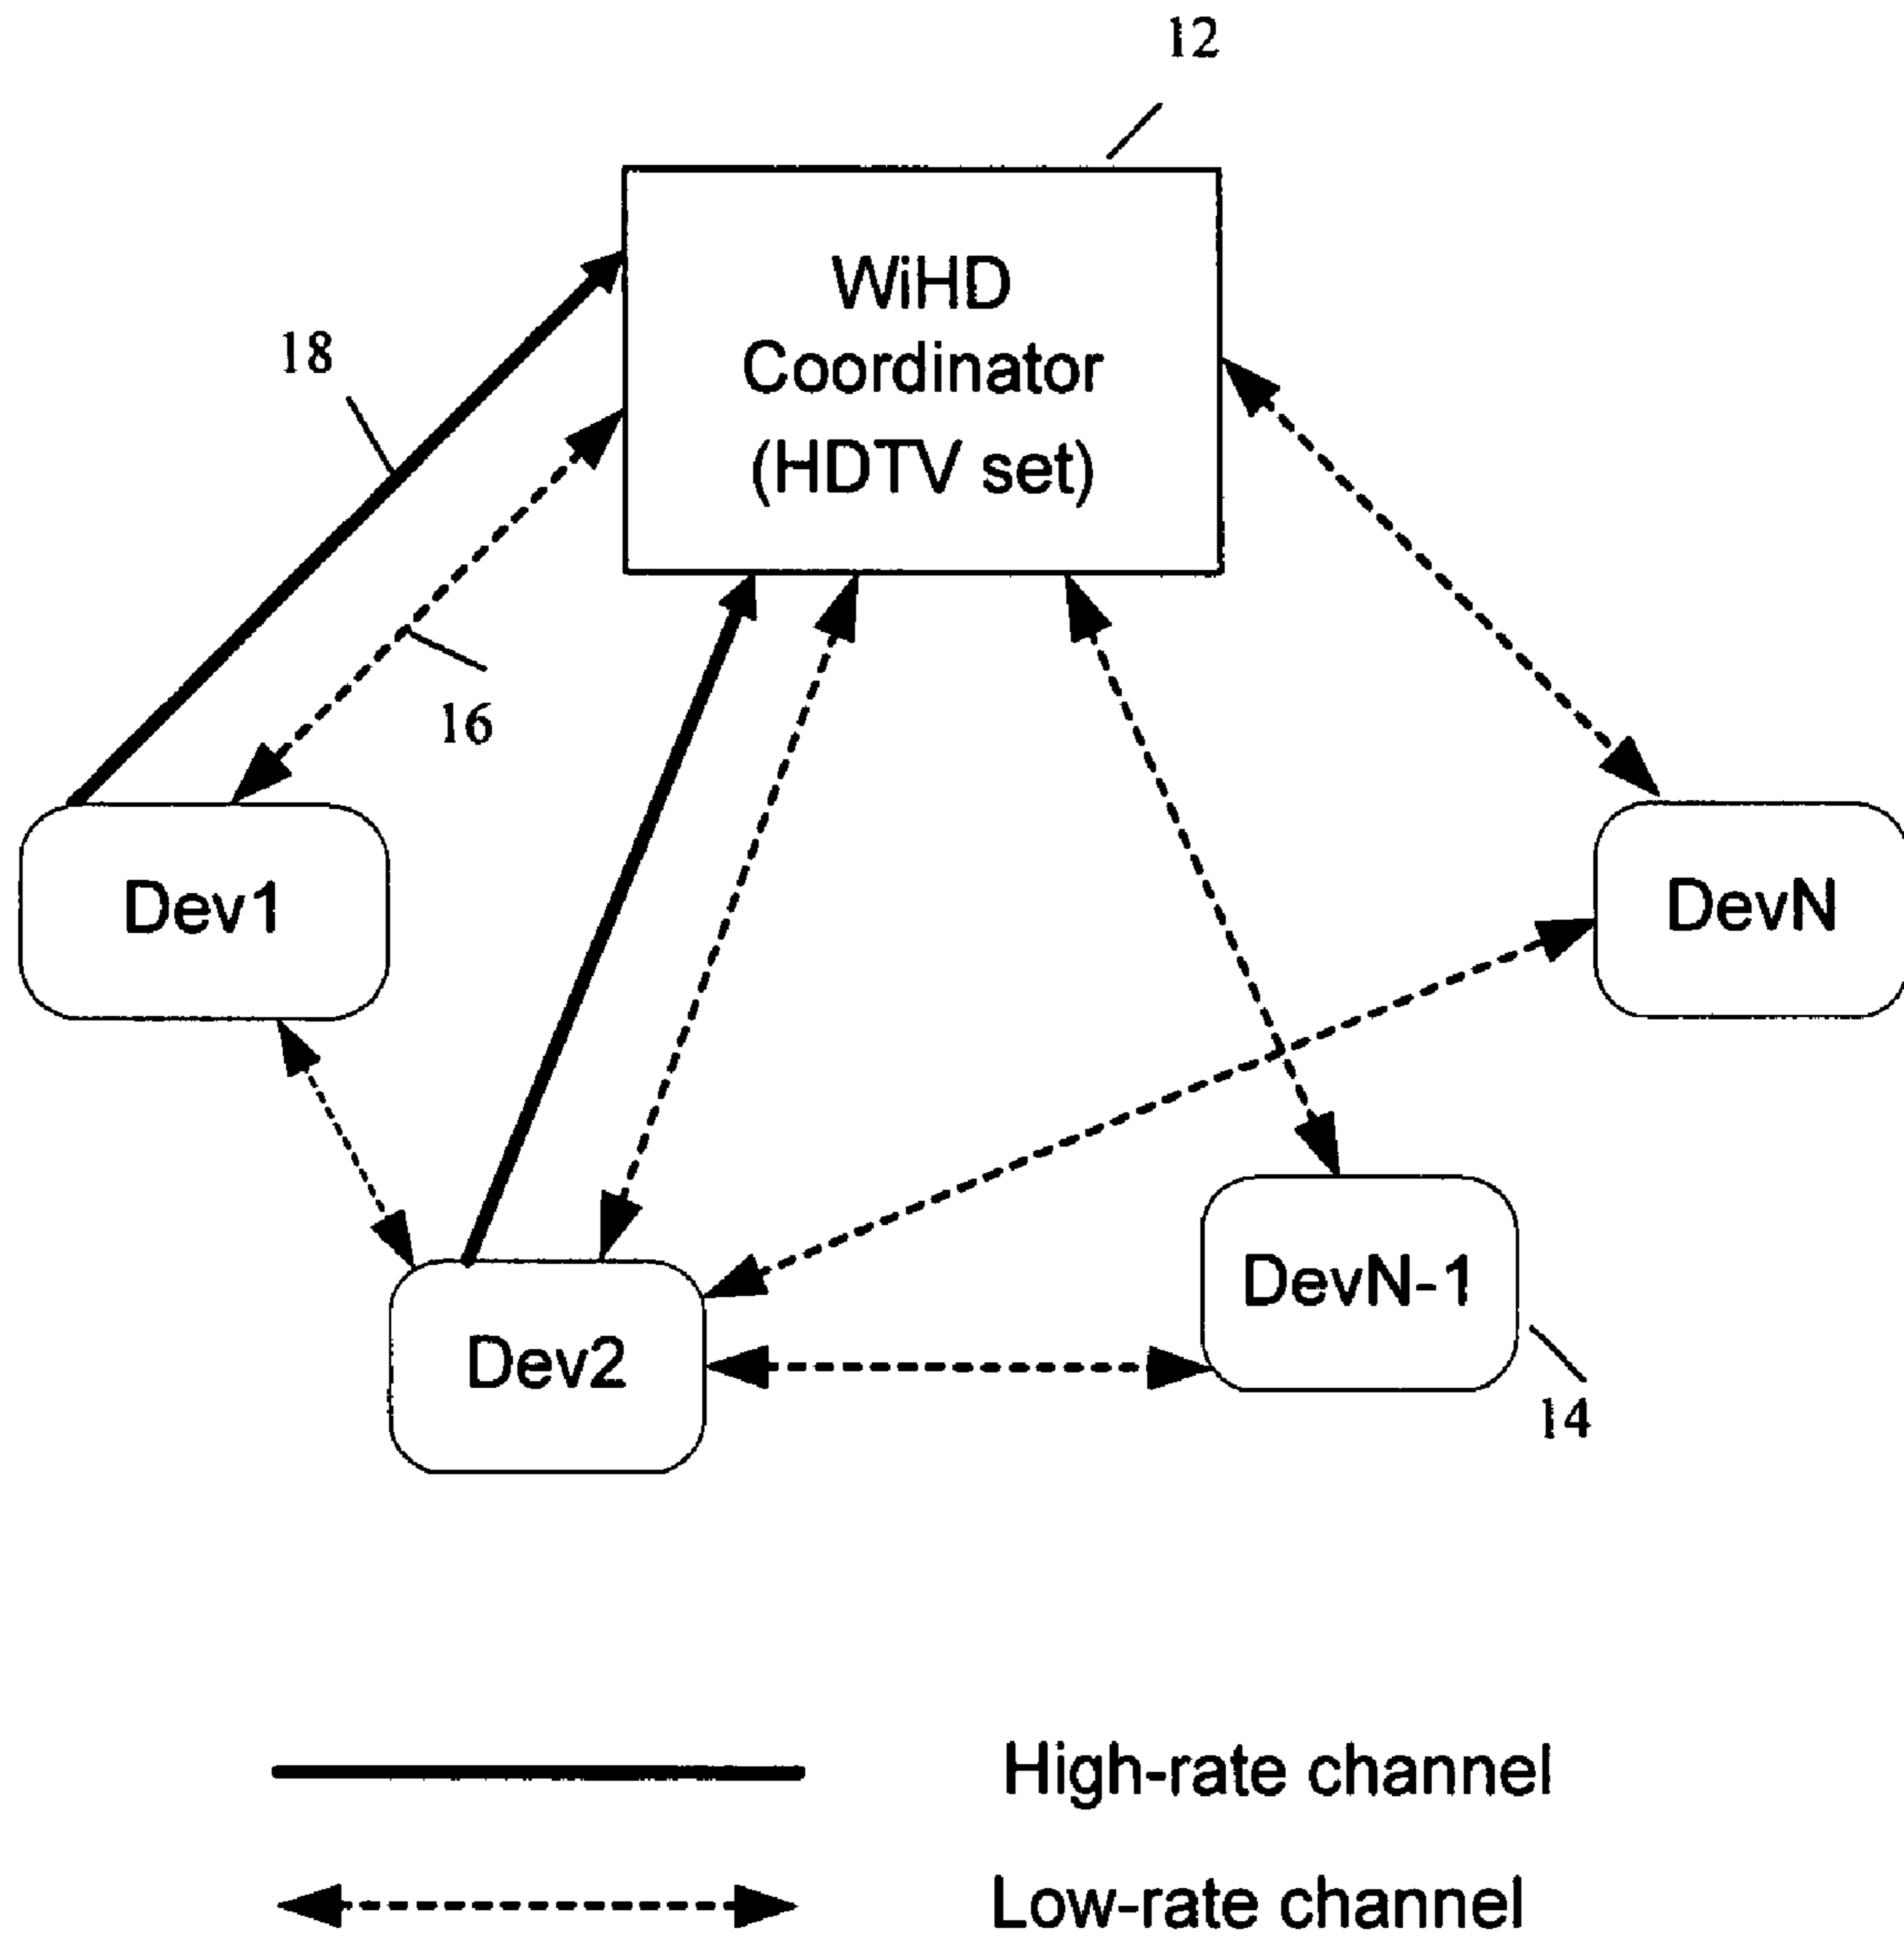 12
WiHD
Coordinator
(HDTV set)
18
16
Dev1
DevN
DevN-1
Dev2
14
High-rate channel
Low-rate channel